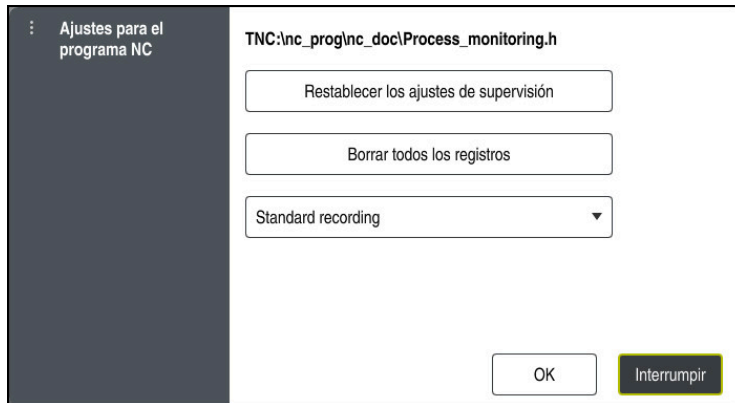 Ajustes para el
programa NC
TNC:\nc_prog\nc_doc\Process_monitoring.h
Restablecer los ajustes de supervisión
Borrar todos los registros
Standard recording
OK
Interrumpir